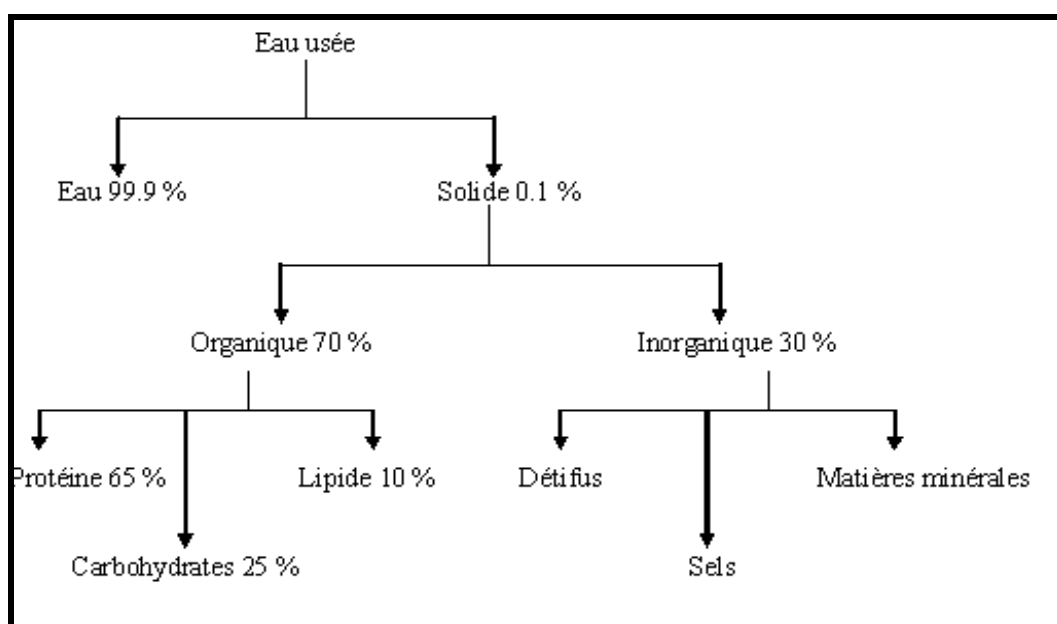 Eau usée
Eau 99.9 %
Solide 0.1 %
Organique 70 %
Inorganique 30 %
Protéine 65 %
Lipide 10 %
Détifus
Matières minérales
Carbohydrates 25 %
Sels